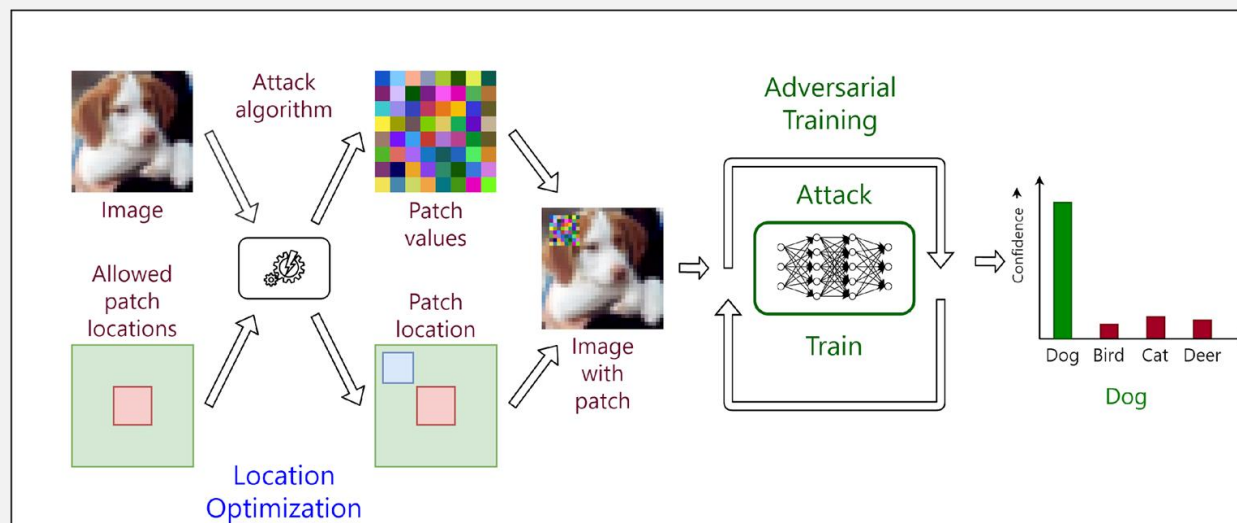 Attack
algorithm
Image
Patch
values
Allowed
patch
locations
Patch
location
Location
Optimization
Image
with
patch
Adversarial
Training
Attack
Train
Confidence
Dog
Bird
Cat
Deer
Dog